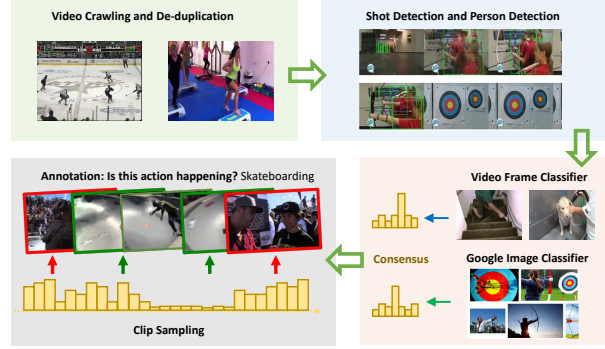 Video Crawling and De-duplication
Shot Detection and Person Detection
Annotation: Is this action happening? Skateboarding
Clip Sampling
Video Frame Classifier
Consensus
Google Image Classifier